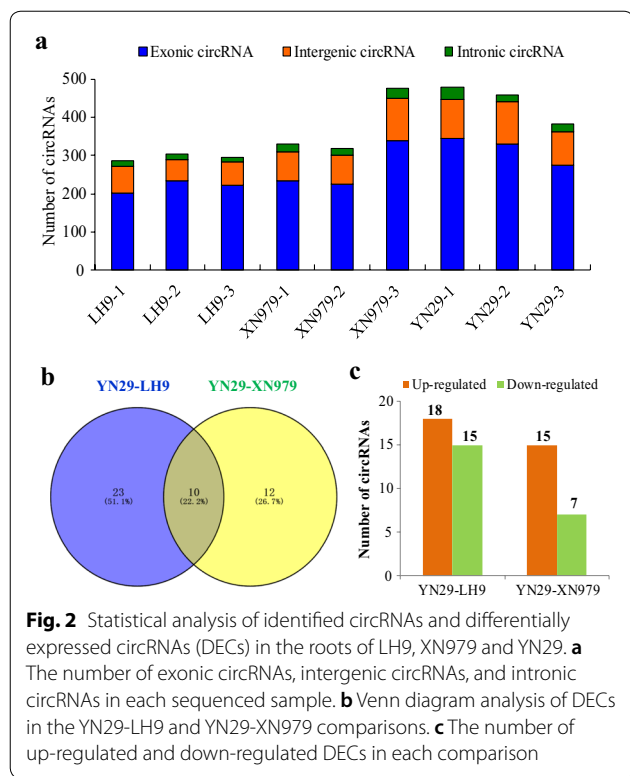 a
Exonic circRNA Intergenic circRNA Intronic circRNA
Number of circRNAs
500
400
300
200
100
0
LH9-1 LH9-2 LH9-3 XN979-1 XN979-2 XN979-3 YN29-1 YN29-2 YN29-3
b
YN29-LH9 YN29-XN979
23
(51.1%)
10
(22.2%)
12
(26.7%)
c
Up-regulated Down-regulated
Number of circRNAs
20
15
10
5
0
18
15
15
7
YN29-LH9 YN29-XN979
Fig. 2 Statistical analysis of identified circRNAs and differentially
expressed circRNAs (DECs) in the roots of LH9, XN979 and YN29. a
The number of exonic circRNAs, intergenic circRNAs, and intronic
circRNAs in each sequenced sample. b Venn diagram analysis of DECs
in the YN29-LH9 and YN29-XN979 comparisons. c The number of
up-regulated and down-regulated DECs in each comparison